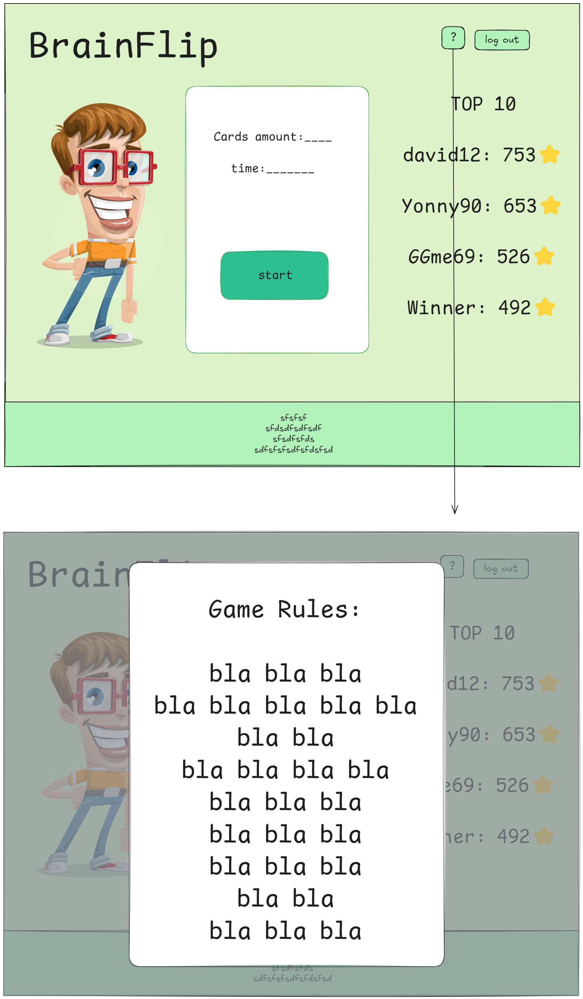 BrainFlip
?
log out
TOP 10
Cards amount:____
time:_______
start
david12: 753
Yonny90: 653
GGme69: 526
Winner: 492
sfsfsf
sfdsdfsdfsdf
sfsdfsfds
sdfsfsfsdfsfdsfsd
Brain
?
log out
Game Rules:
TOP 10
bla bla bla
bla bla bla bla bla
bla bla
bla bla bla bla
bla bla bla
bla bla bla
bla bla bla
bla bla
bla bla bla
d12: 753
y90: 653
e69: 526
ner: 492
sfsdfsfds
sdfsfsfsdfsfdsfsd